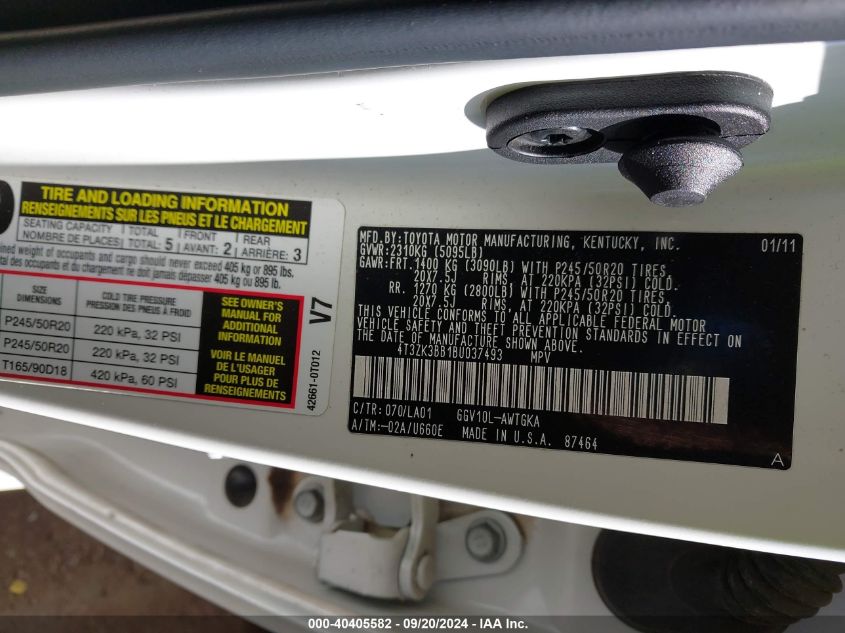 TIRE AND LOADING INFORMATION
RENSEIGNEMENTS SUR LES PNEUS ET LE CHARGEMENT
SEATING CAPACITY TOTAL FRONT REAR
NOMBRE DE PLACES: TOTAL: 5 AVANT: 2 ARRIÈRE: 3
ined weight of occupants and cargo should never exceed 405 kg or 895 lbs.
tal des occupants et du chargement ne doit jamais dépasser 405 kg ou 895 lb.
SIZE COLD TIRE PRESSURE
DIMENSIONS PRESSION DES PNEUS À FROID
P245/50R20 220 kPa, 32 PSI
P245/50R20 220 kPa, 32 PSI
T165/90D18 420 kPa, 60 PSI
SEE OWNER'S
MANUAL FOR
ADDITIONAL
INFORMATION
VOIR LE MANUEL
DE L'USAGER
POUR PLUS DE
RENSEIGNEMENTS
V7
42661-0T012
MFD.BY:TOYOTA MOTOR MANUFACTURING, KENTUCKY, INC. 01/11
GVWR:2310KG (5095LB)
GAWR:FRT.1400 KG (3090LB) WITH P245/50R20 TIRES,
20X7.5J RIMS, AT 220KPA (32PSI) COLD.
RR. 1270 KG (2800LB) WITH P245/50R20 TIRES,
20X7.5J RIMS, AT 220KPA (32PSI) COLD.
THIS VEHICLE CONFORMS TO ALL APPLICABLE FEDERAL MOTOR
VEHICLE SAFETY AND THEFT PREVENTION STANDARDS IN EFFECT ON
THE DATE OF MANUFACTURE SHOWN ABOVE.
4T3ZK3BB1BU037493 MPV
C/TR:070/LA01 GGV10L-AWTGKA
A/TM:-02A/U660E MADE IN U.S.A. 87464
A
000-40405582 / 09/20/2024 - IAA Inc.